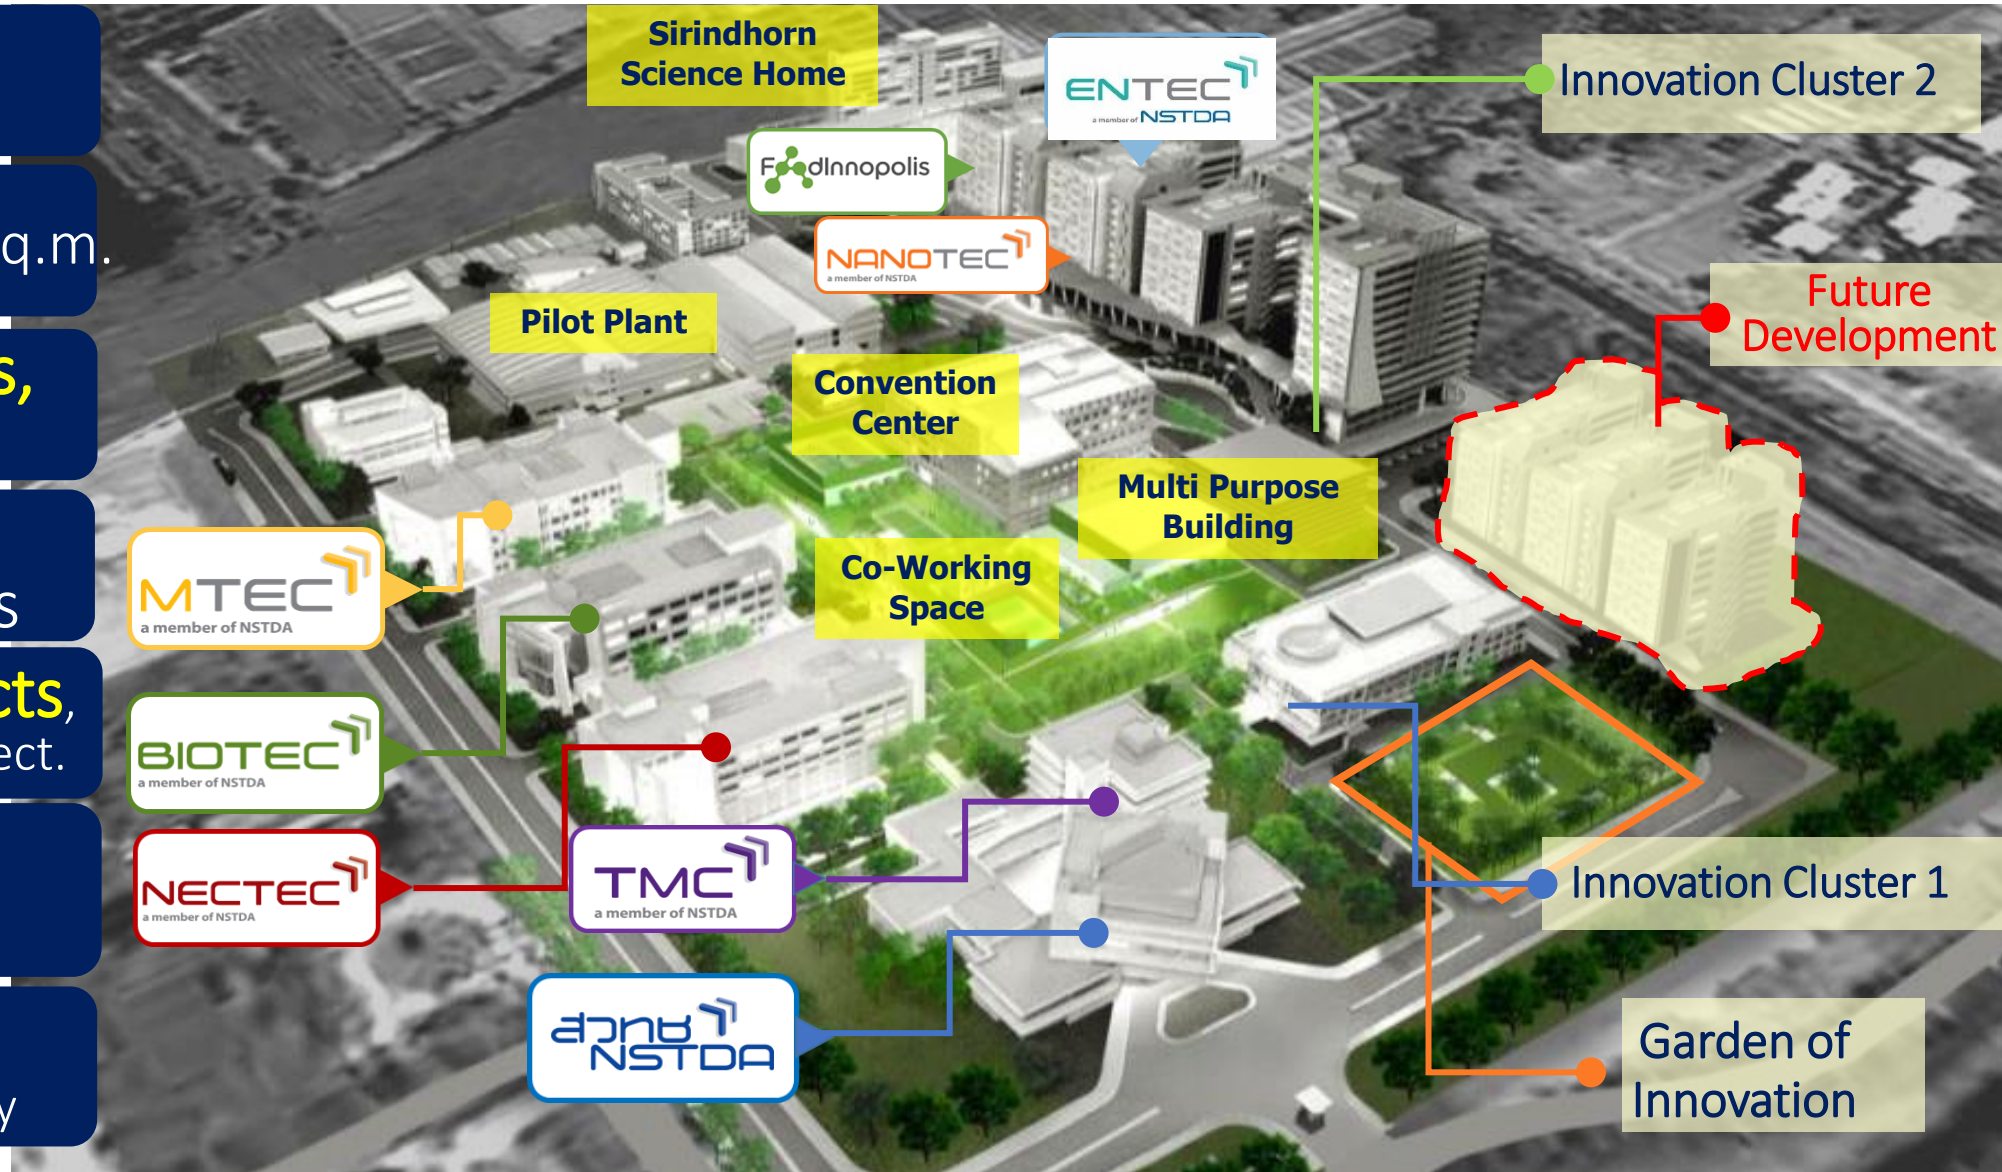 Sirindhorn
Science Home
ENTEC
a member of NSTDA
Innovation Cluster 2
FoodInnopolis
q.m.
NANOTEC
a member of NSTDA
Future
Development
Pilot Plant
s,
Convention
Center
Multi Purpose
Building
Co-Working
Space
MTEC
a member of NSTDA
s
cts,
ect.
BIOTEC
a member of NSTDA
NECTEC
a member of NSTDA
TMC
a member of NSTDA
Innovation Cluster 1
สวทช
NSTDA
Garden of
Innovation
y